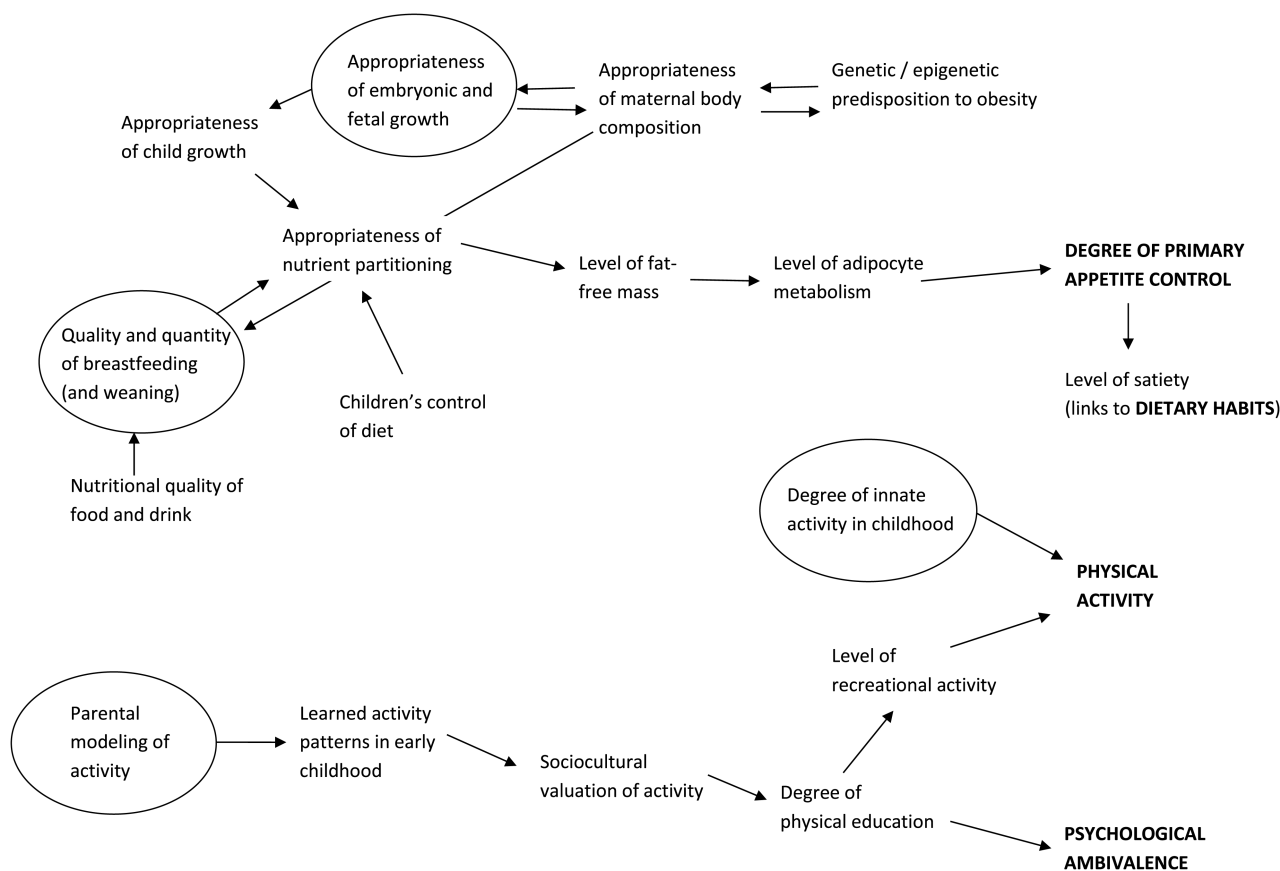 Appropriateness
of embryonic and
fetal growth
Appropriateness
of maternal body
composition
Genetic / epigenetic
predisposition to obesity
Appropriateness
of child growth
Appropriateness of
nutrient partitioning
Level of fat-
free mass
Level of adipocyte
metabolism
DEGREE OF PRIMARY
APPETITE CONTROL
Quality and quantity
of breastfeeding
(and weaning)
Children’s control
of diet
Level of satiety
(links to DIETARY HABITS)
Nutritional quality of
food and drink
Degree of innate
activity in childhood
PHYSICAL
ACTIVITY
Level of
recreational activity
Parental
modeling of
activity
Learned activity
patterns in early
childhood
Sociocultural
valuation of activity
Degree of
physical education
PSYCHOLOGICAL
AMBIVALENCE